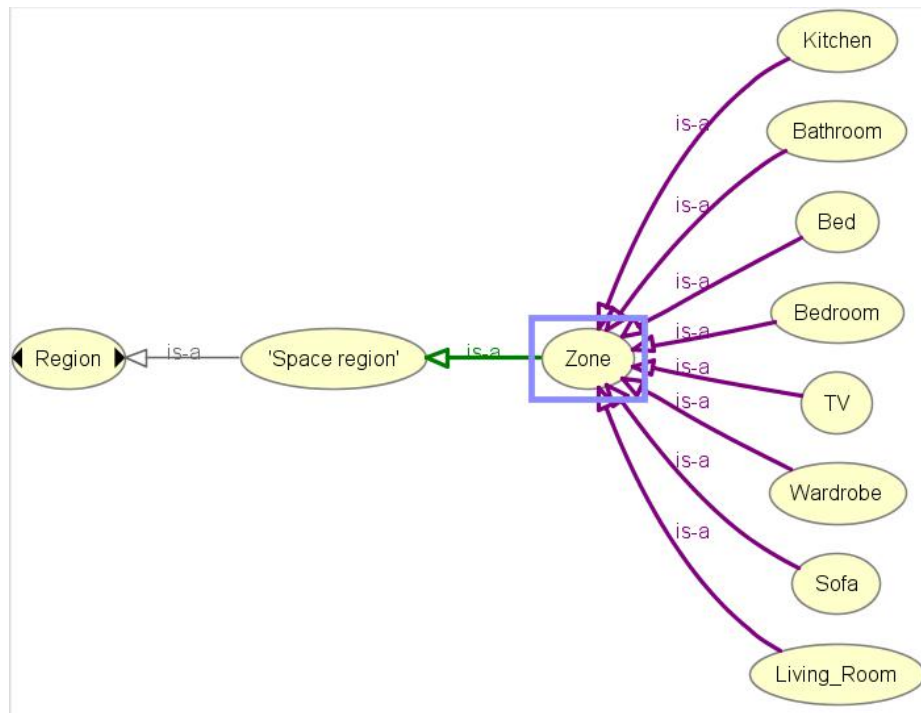 Kitchen
is-a
Bathroom
is-a
Bed
is-a
Bedroom
is-a
Region
is-a
'Space region'
is-a
Zone
is-a
TV
is-a
Wardrobe
is-a
Sofa
is-a
Living_Room